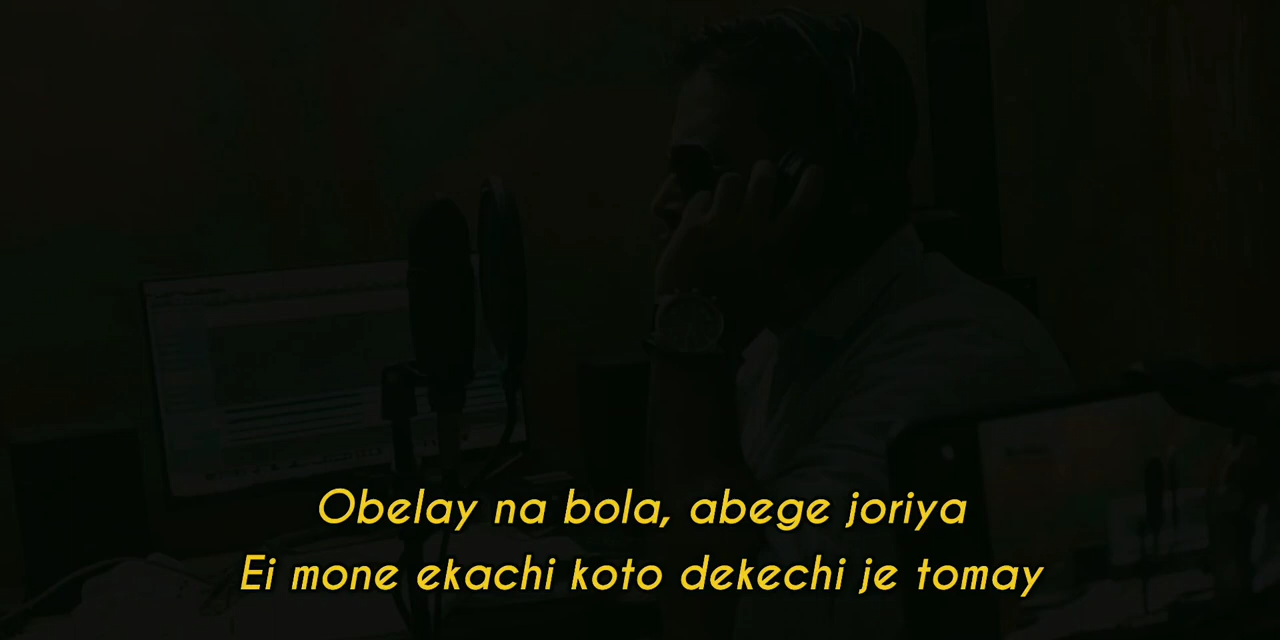 Obelay na bola, abege joriya
Ei mone ekachi koto dekechi je tomay